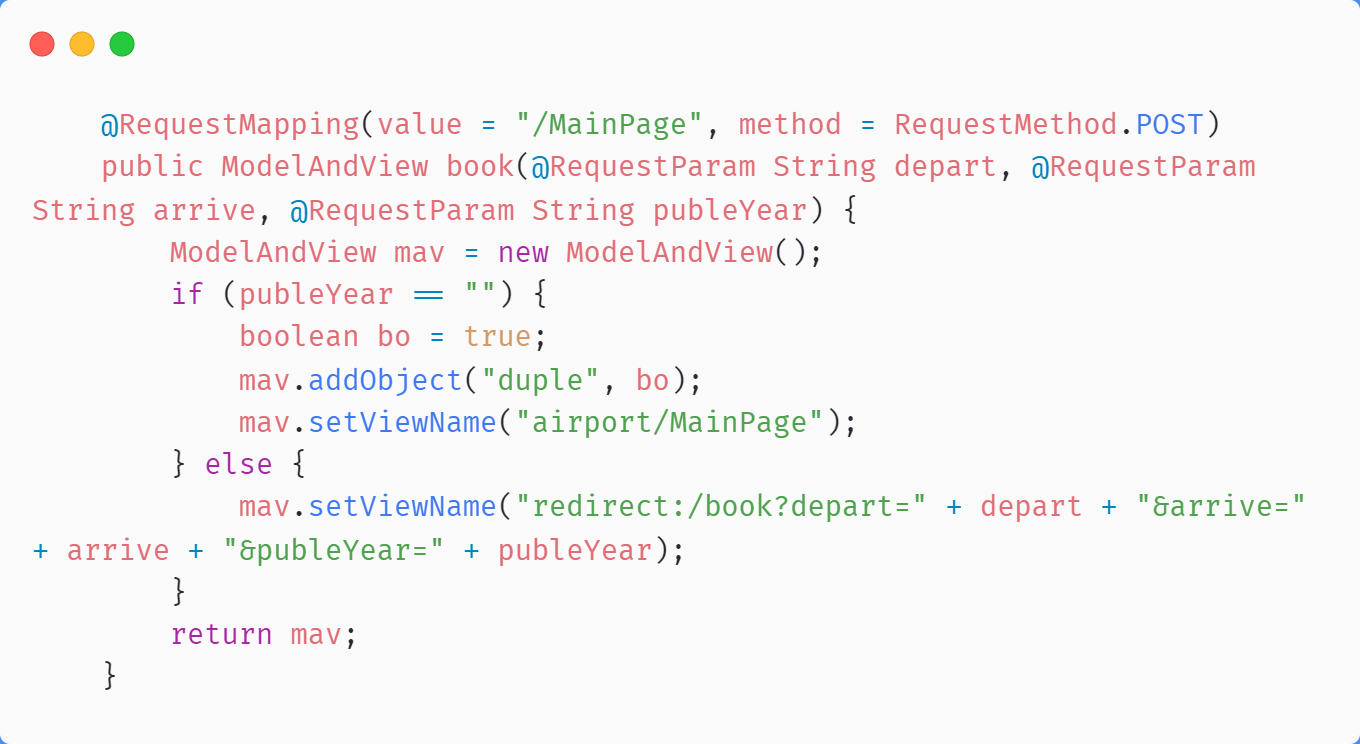 @RequestMapping(value = "/MainPage", method = RequestMethod.POST)
public ModelAndView book(@RequestParam String depart, @RequestParam
String arrive, @RequestParam String publeYear) {
ModelAndView mav = new ModelAndView();
if (publeYear == "") {
boolean bo = true;
mav.addObject("duple", bo);
mav.setViewName("airport/MainPage");
} else {
mav.setViewName("redirect:/book?depart=" + depart + "&arrive="
+ arrive + "&publeYear=" + publeYear);
}
return mav;
}